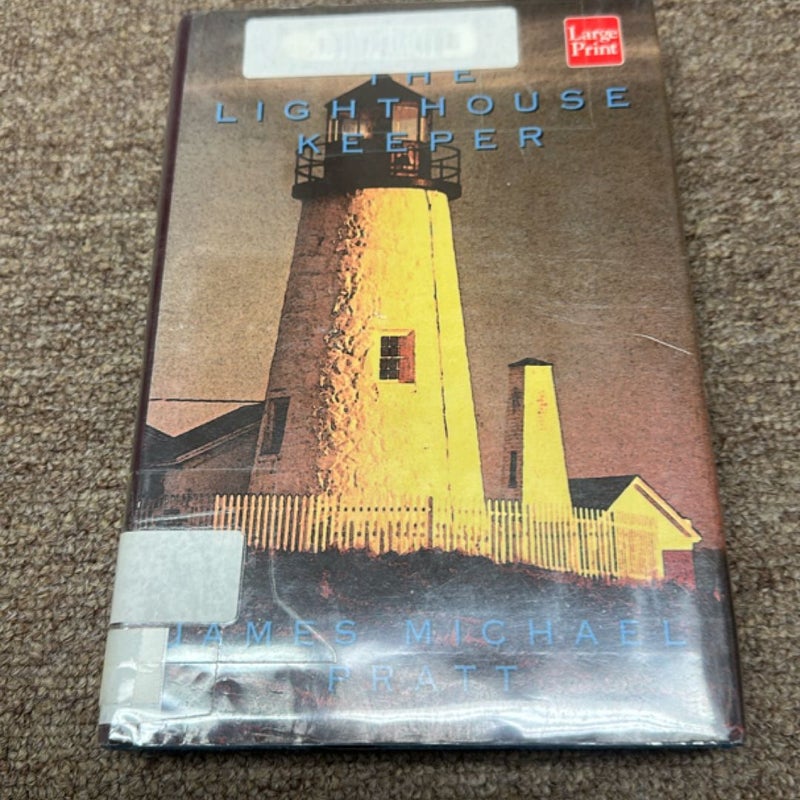 Large
Print
THE
LIGHTHOUSE
KEEPER
JAMES MICHAEL
PRATT